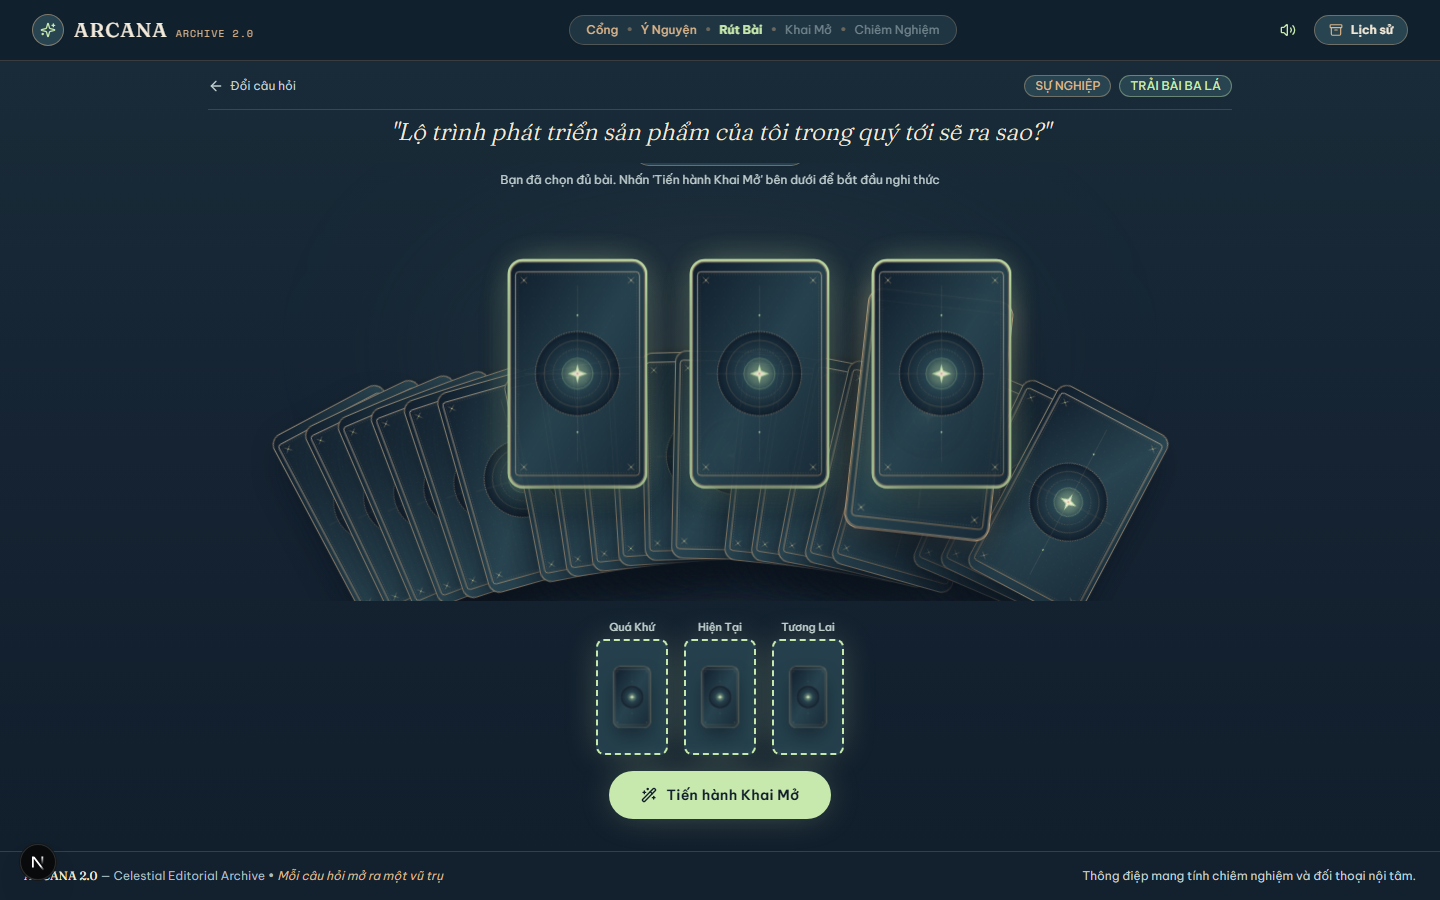 ARCANA ARCHIVE 2.0
Cổng • Ý Nguyện • Rút Bài • Khai Mở • Chiêm Nghiệm
Lịch sử
Đổi câu hỏi
SỰ NGHIỆP
TRẢI BÀI BA LÁ
"Lộ trình phát triển sản phẩm của tôi trong quý tới sẽ ra sao?"
Bạn đã chọn đủ bài. Nhấn 'Tiến hành Khai Mở' bên dưới để bắt đầu nghi thức
Quá Khứ
Hiện Tại
Tương Lai
Tiến hành Khai Mở
N
ANA 2.0 — Celestial Editorial Archive • Mỗi câu hỏi mở ra một vũ trụ
Thông điệp mang tính chiêm nghiệm và đối thoại nội tâm.